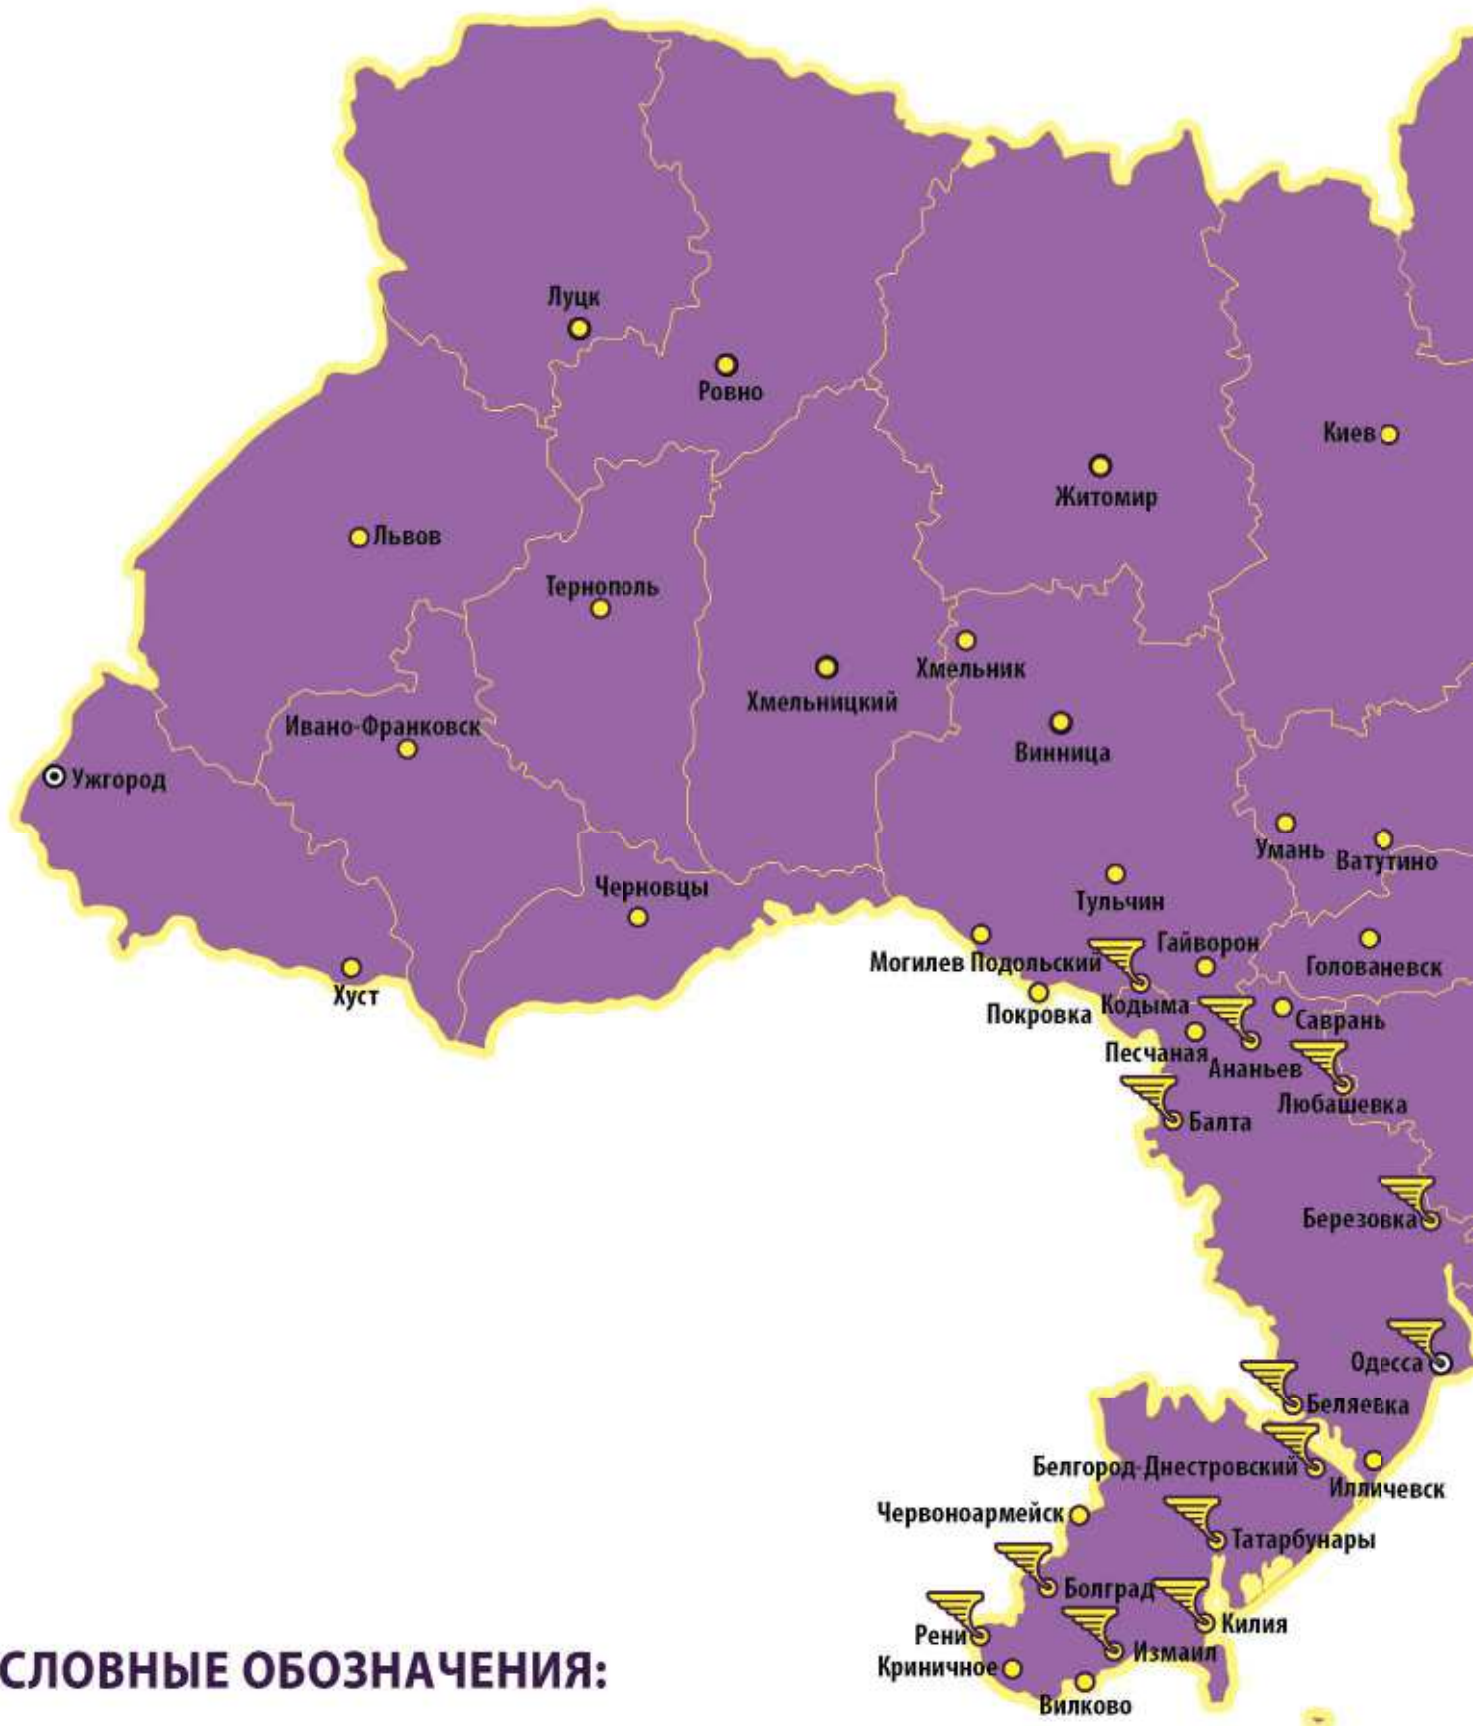 Луцк
Ровно
Киев
Житомир
Львов
Тернополь
Хмельник
Хмельницкий
Ивано-Франковск
Винница
Ужгород
Умань
Ватутино
Черновцы
Тульчин
Гайворон
Могилев Подольский
Голованевск
Хуст
Покровка
Кодыма
Саврань
Песчаная
Ананьев
Любашевка
Балта
Березовка
Одесса
Беляевка
Белгород-Днестровский
Илличевск
Червоноармейск
Татарбунары
Болград
Килия
Рени
Измаил
Криничное
Вилково
СЛОВНЫЕ ОБОЗНАЧЕНИЯ: